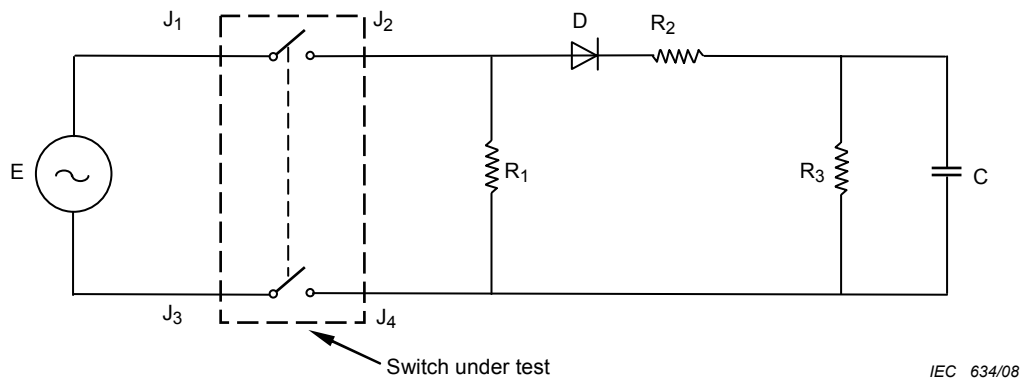 J1 J2 D R2
E R1 R3 C
J3 J4
Switch under test
IEC 634/08